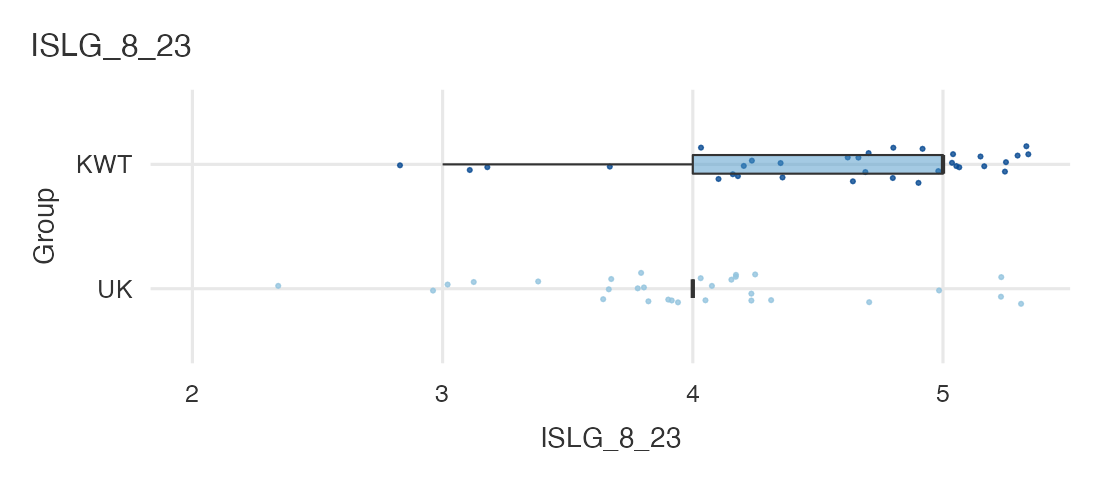 ISLG_8_23
KWT
UK
Group
2 3 4 5
ISLG_8_23